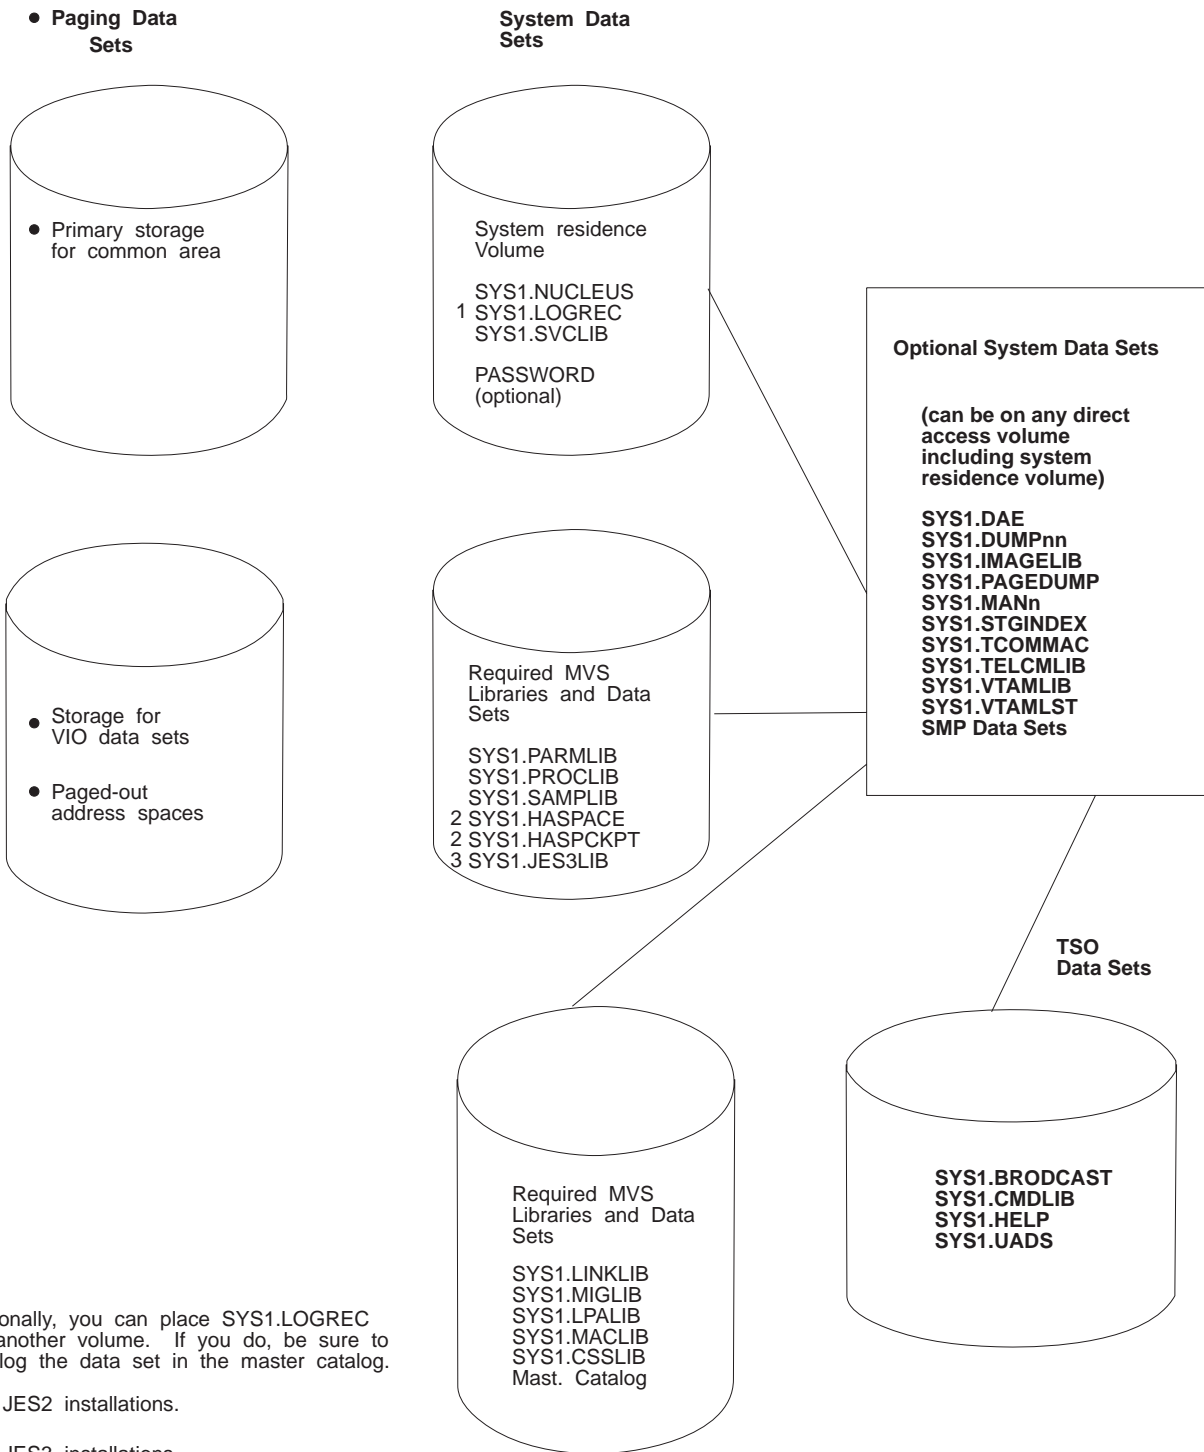 ● Paging Data
Sets
System Data
Sets
● Primary storage
for common area
System residence
Volume
SYS1.NUCLEUS
1 SYS1.LOGREC
SYS1.SVCLIB
PASSWORD
(optional)
Optional System Data Sets
(can be on any direct
access volume
including system
residence volume)
SYS1.DAE
SYS1.DUMPnn
SYS1.IMAGELIB
SYS1.PAGEDUMP
SYS1.MANn
SYS1.STGINDEX
SYS1.TCOMMAC
SYS1.TELCMLIB
SYS1.VTAMLIB
SYS1.VTAMLST
SMP Data Sets
● Storage for
VIO data sets
● Paged-out
address spaces
Required MVS
Libraries and Data
Sets
SYS1.PARMLIB
SYS1.PROCLIB
SYS1.SAMPLIB
2 SYS1.HASPACE
2 SYS1.HASPCKPT
3 SYS1.JES3LIB
TSO
Data Sets
SYS1.BRODCAST
SYS1.CMDLIB
SYS1.HELP
SYS1.UADS
Required MVS
Libraries and Data
Sets
SYS1.LINKLIB
SYS1.MIGLIB
SYS1.LPALIB
SYS1.MACLIB
SYS1.CSSLIB
Mast. Catalog
onally, you can place SYS1.LOGREC
another volume. If you do, be sure to
log the data set in the master catalog.
JES2 installations.
JES3 installations